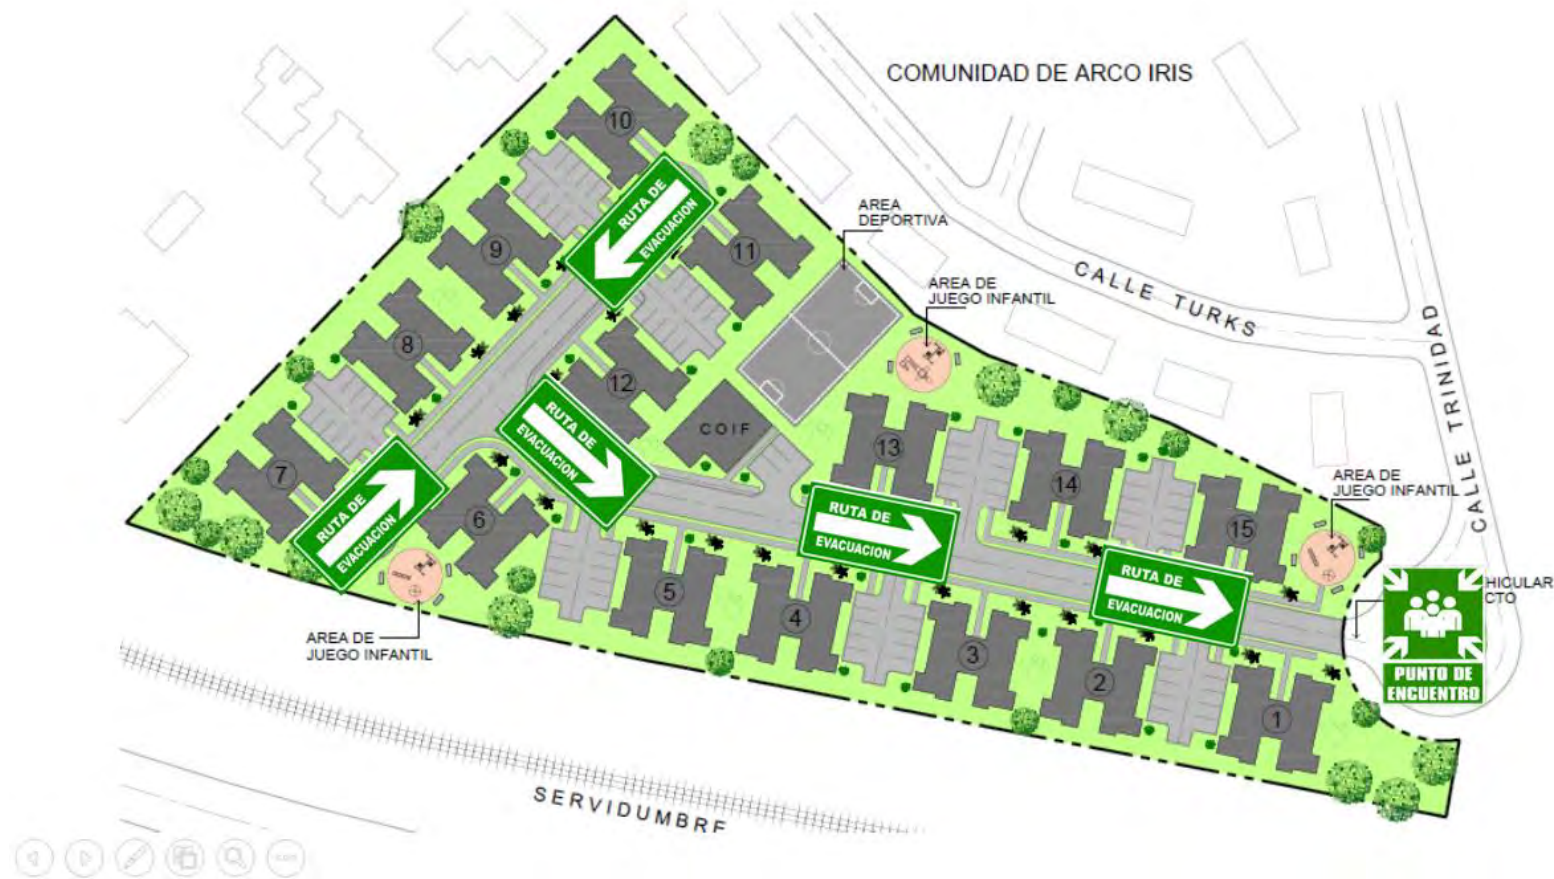 COMUNIDAD DE ARCO IRIS
10
RUTA DE
EVACUACION
AREA
DEPORTIVA
9
11
CALLE TURKS
AREA DE
JUEGO INFANTIL
8
12
CALLE TRINIDAD
RUTA DE
EVACUACION
COIF
13
7
14
AREA DE
JUEGO INFANTIL
RUTA DE
EVACUACION
6
RUTA DE
EVACUACION
15
5
4
RUTA DE
EVACUACION
HICULAR
CTO
AREA DE
JUEGO INFANTIL
3
2
1
PUNTO DE
ENCUENTRO
SERVIDUMBRE